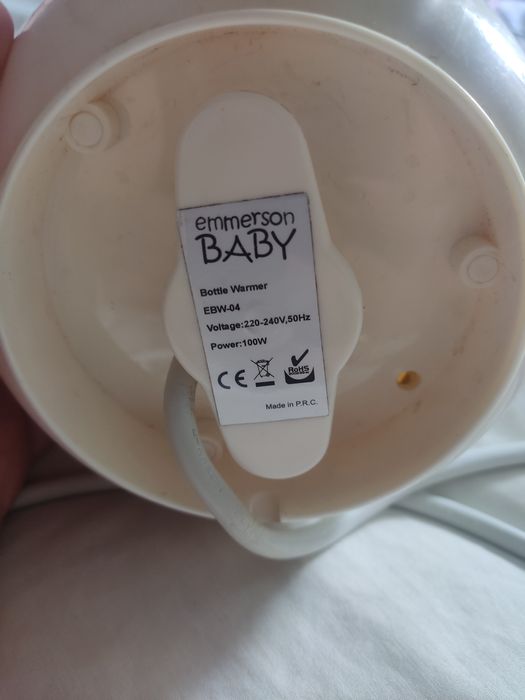 emmerson
BABY
Bottle Warmer
EBW-04
Voltage:220-240V,50Hz
Power:100W
CE
RoHS
Made in P.R.C.